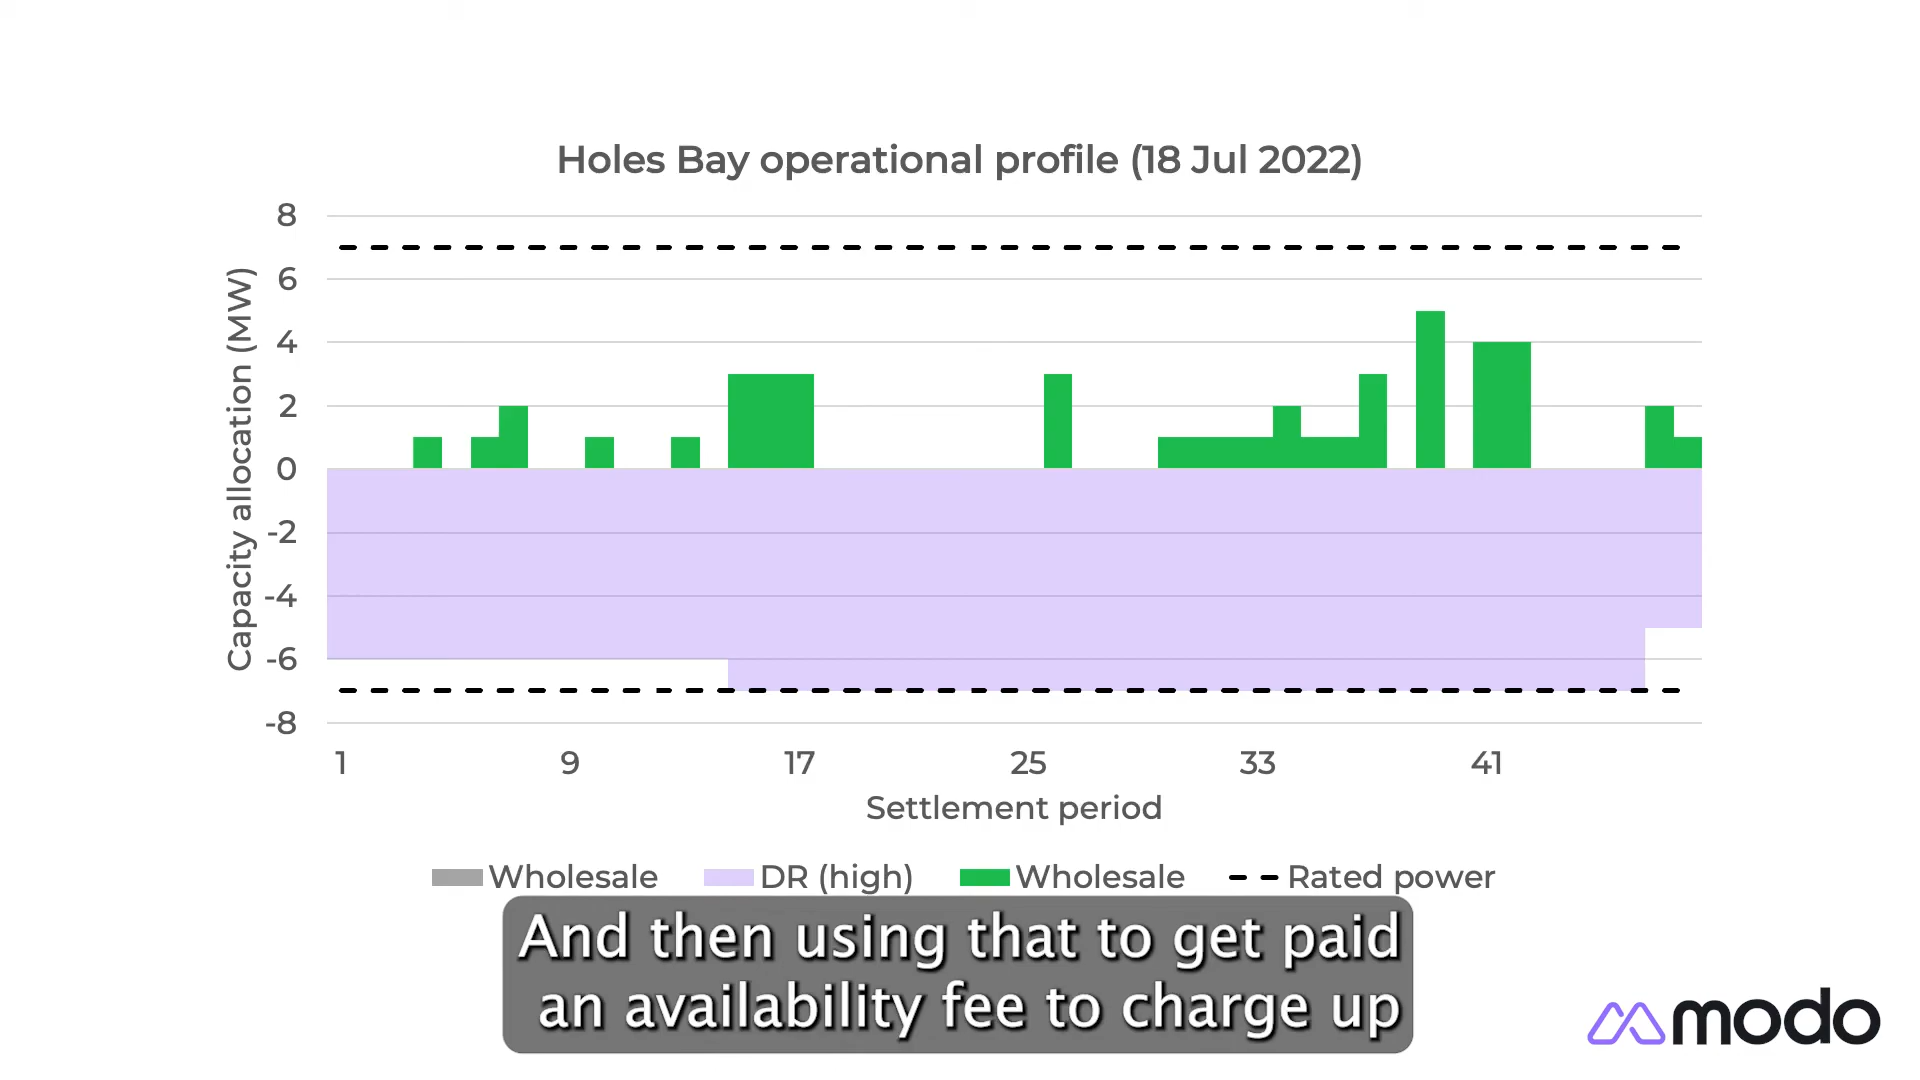 Holes Bay operational profile (18 Jul 2022)
Capacity allocation (MW)
8
6
4
2
0
-2
-4
-6
-8
1 9 17 25 33 41
Settlement period
Wholesale DR (high) Wholesale Rated power
And then using that to get paid
an availability fee to charge up
modo